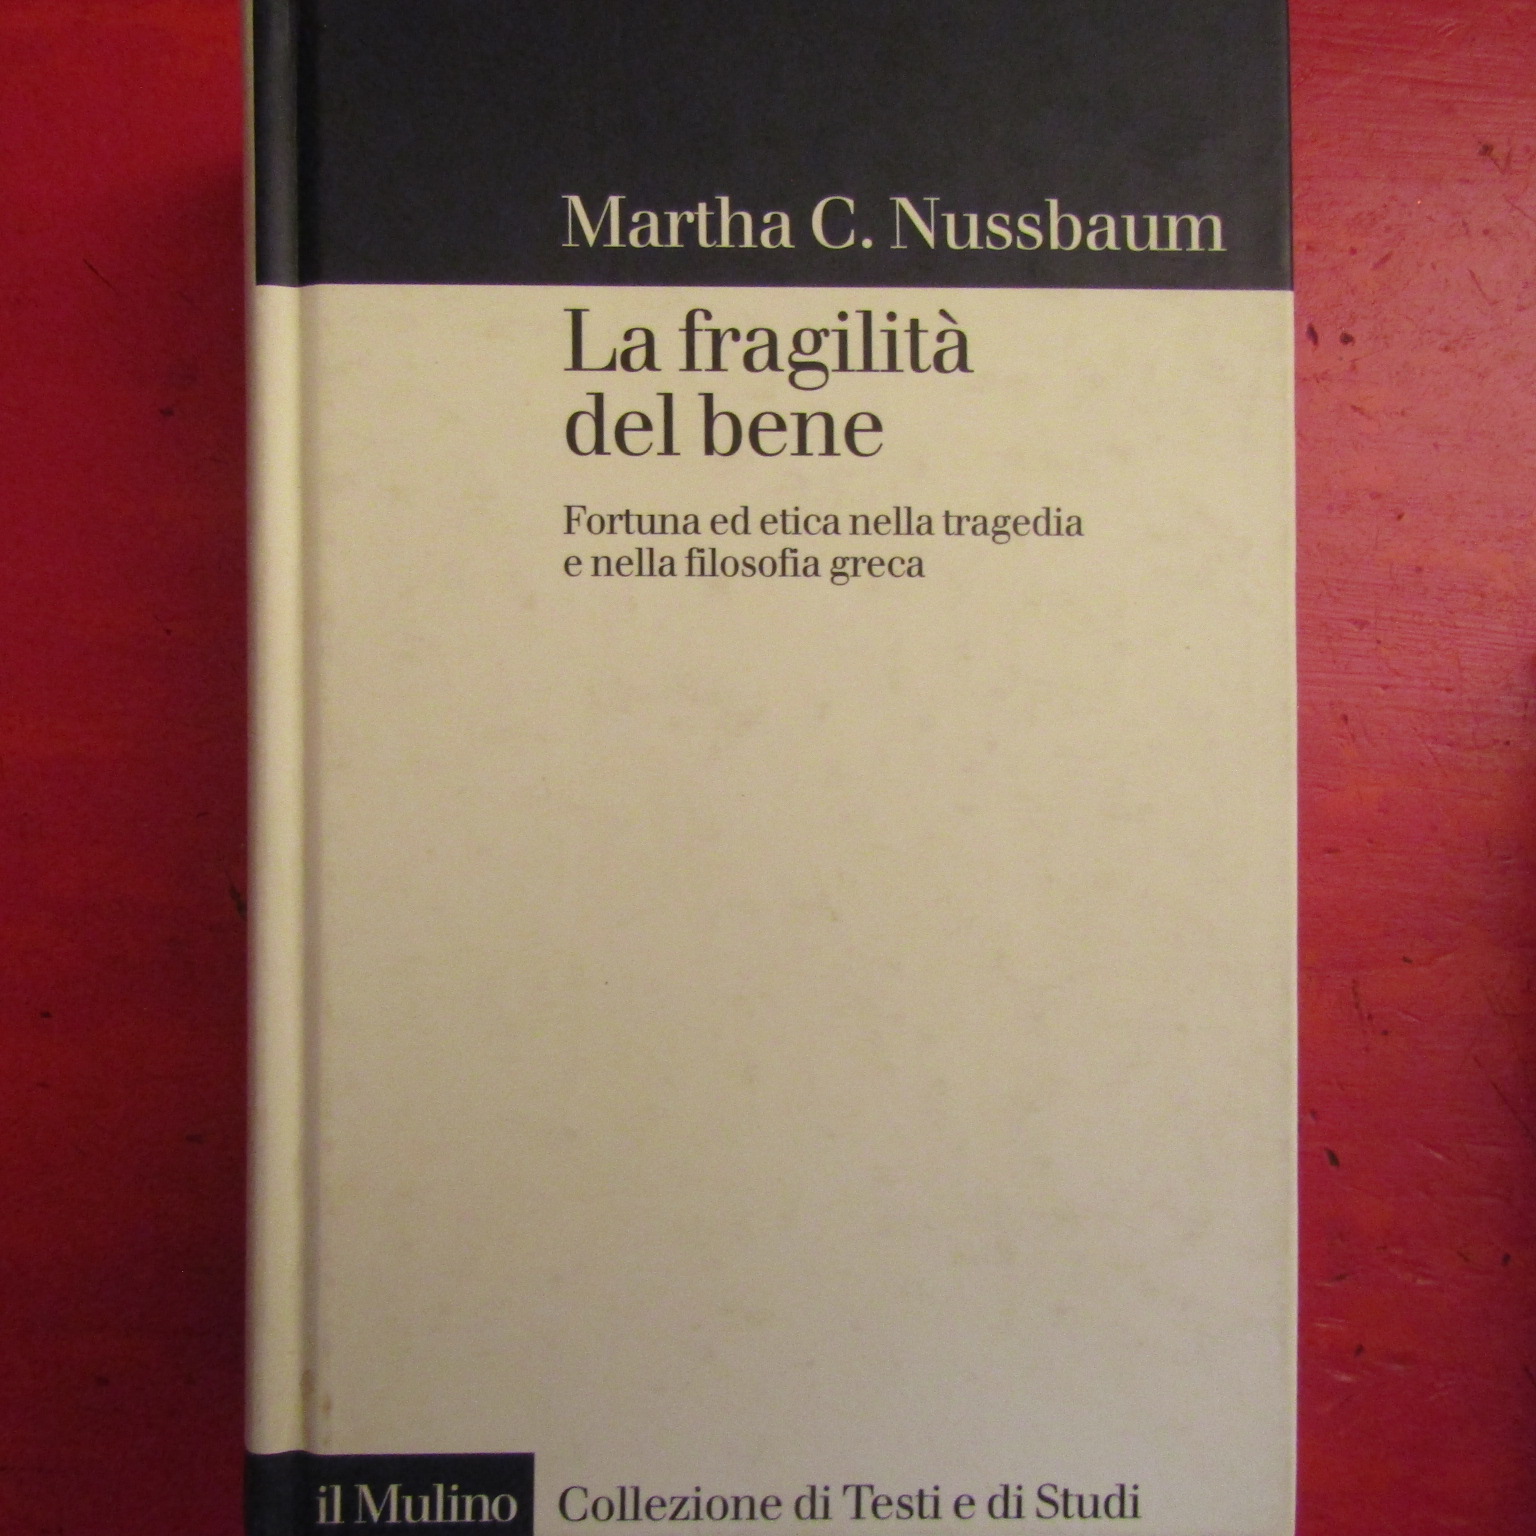 Martha C. Nussbaum
La fragilità
del bene
Fortuna ed etica nella tragedia
e nella filosofia greca
il Mulino Collezione di Testi e di Studi